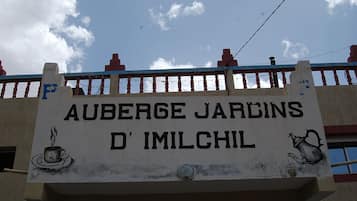 AUBERGE JARDINS
D' IMILCHIL